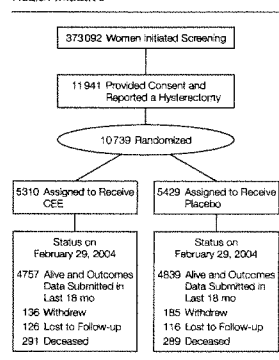 373092 Women Initiated Screening
11941 Provided Consent and
Reported a Hysterectomy
10739 Randomized
5310 Assigned to Receive
CEE
5429 Assigned to Receive
Placebo
Status on
February 29, 2004
4757 Alive and Outcomes
Data Submitted in
Last 18 mo
136 Withdrew
126 Lost to Follow-up
291 Deceased
Status on
February 29, 2004
4839 Alive and Outcomes
Data Submitted in
Last 18 mo
185 Withdrew
116 Lost to Follow-up
289 Deceased